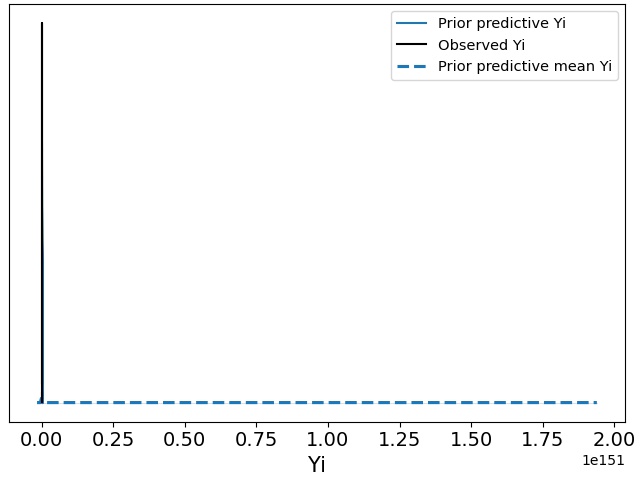 Prior predictive Yi
Observed Yi
Prior predictive mean Yi
0.00 0.25 0.50 0.75 1.00 1.25 1.50 1.75 2.00
1e151
Yi